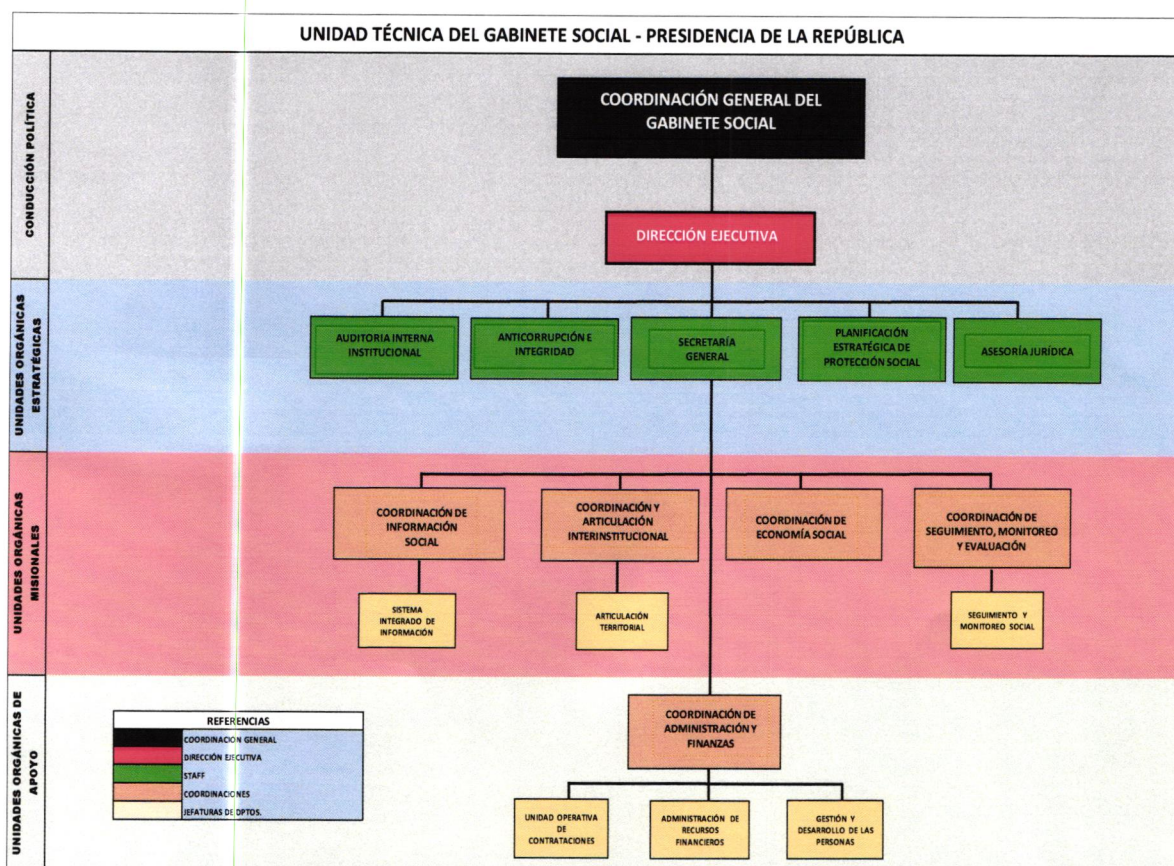 UNIDAD TÉCNICA DEL GABINETE SOCIAL - PRESIDENCIA DE LA REPÚBLICA
CONDUCCIÓN POLÍTICA
COORDINACIÓN GENERAL DEL
GABINETE SOCIAL
DIRECCIÓN EJECUTIVA
UNIDADES ORGÁNICAS
ESTRATÉGICAS
AUDITORIA INTERNA
INSTITUCIONAL
ANTICORRUPCIÓN E
INTEGRIDAD
SECRETARÍA
GENERAL
PLANIFICACIÓN
ESTRATÉGICA DE
PROTECCIÓN SOCIAL
ASESORÍA JURÍDICA
UNIDADES ORGÁNICAS
MISIONALES
COORDINACIÓN DE
INFORMACIÓN
SOCIAL
COORDINACIÓN Y
ARTICULACIÓN
INTERINSTITUCIONAL
COORDINACIÓN DE
ECONOMÍA SOCIAL
COORDINACIÓN DE
SEGUIMIENTO, MONITOREO
Y EVALUACIÓN
SISTEMA
INTEGRADO DE
INFORMACIÓN
ARTICULACIÓN
TERRITORIAL
SEGUIMIENTO Y
MONITOREO SOCIAL
UNIDADES ORGÁNICAS DE
APOYO
COORDINACIÓN DE
ADMINISTRACIÓN Y
FINANZAS
REFERENCIAS
COORDINACIÓN GENERAL
DIRECCIÓN EJECUTIVA
STAFF
COORDINACIONES
JEFATURAS DE DPTOS.
UNIDAD OPERATIVA
DE
CONTRATACIONES
ADMINISTRACIÓN DE
RECURSOS
FINANCIEROS
GESTIÓN Y
DESARROLLO DE LAS
PERSONAS